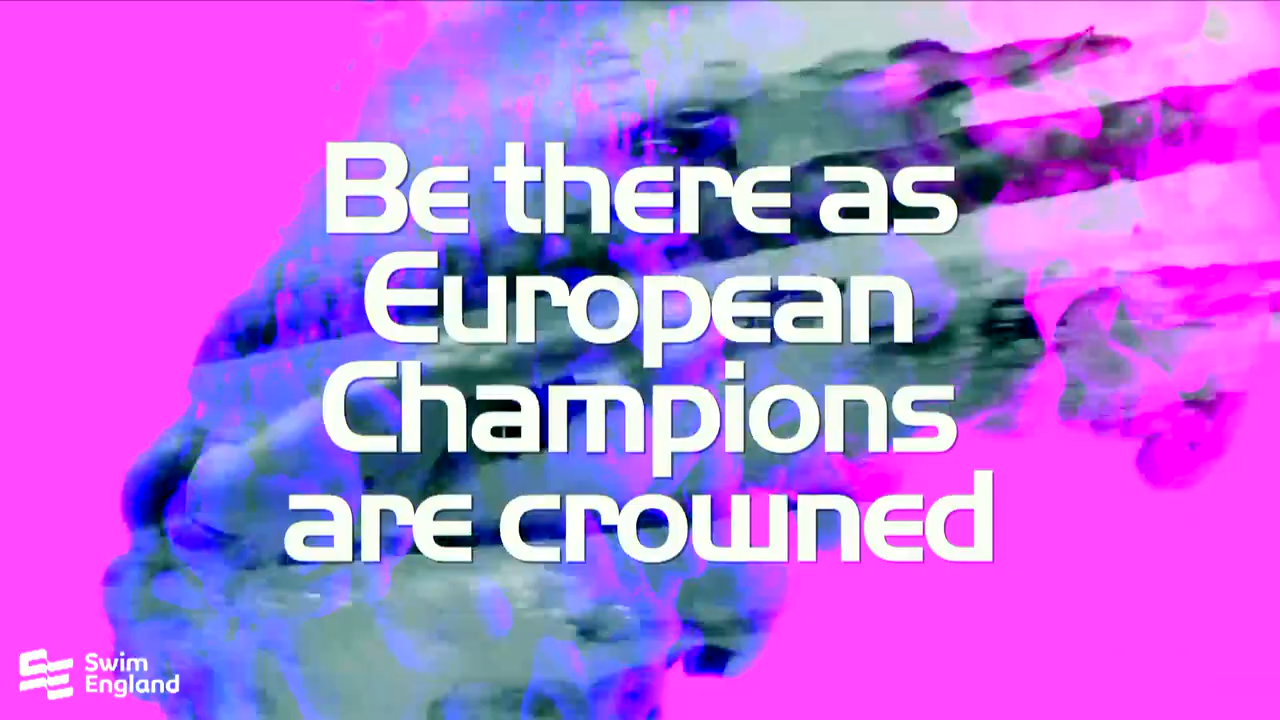 Be there as
European
Champions
are crowned
Swim
England